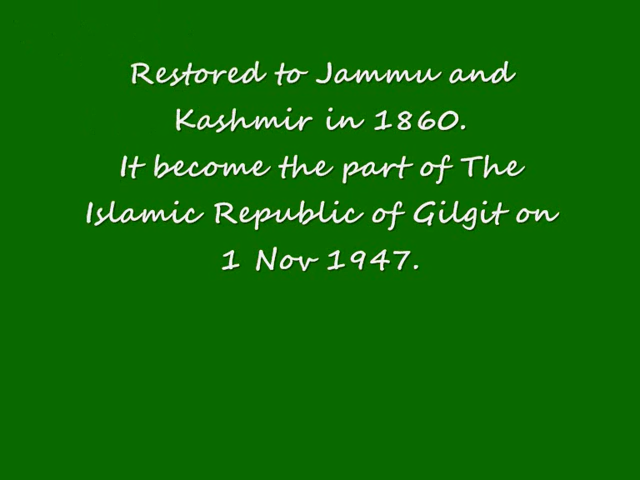 Restored to Jammu and
Kashmir in 1860.
It become the part of The
Islamic Republic of Gilgit on
1 Nov 1947.